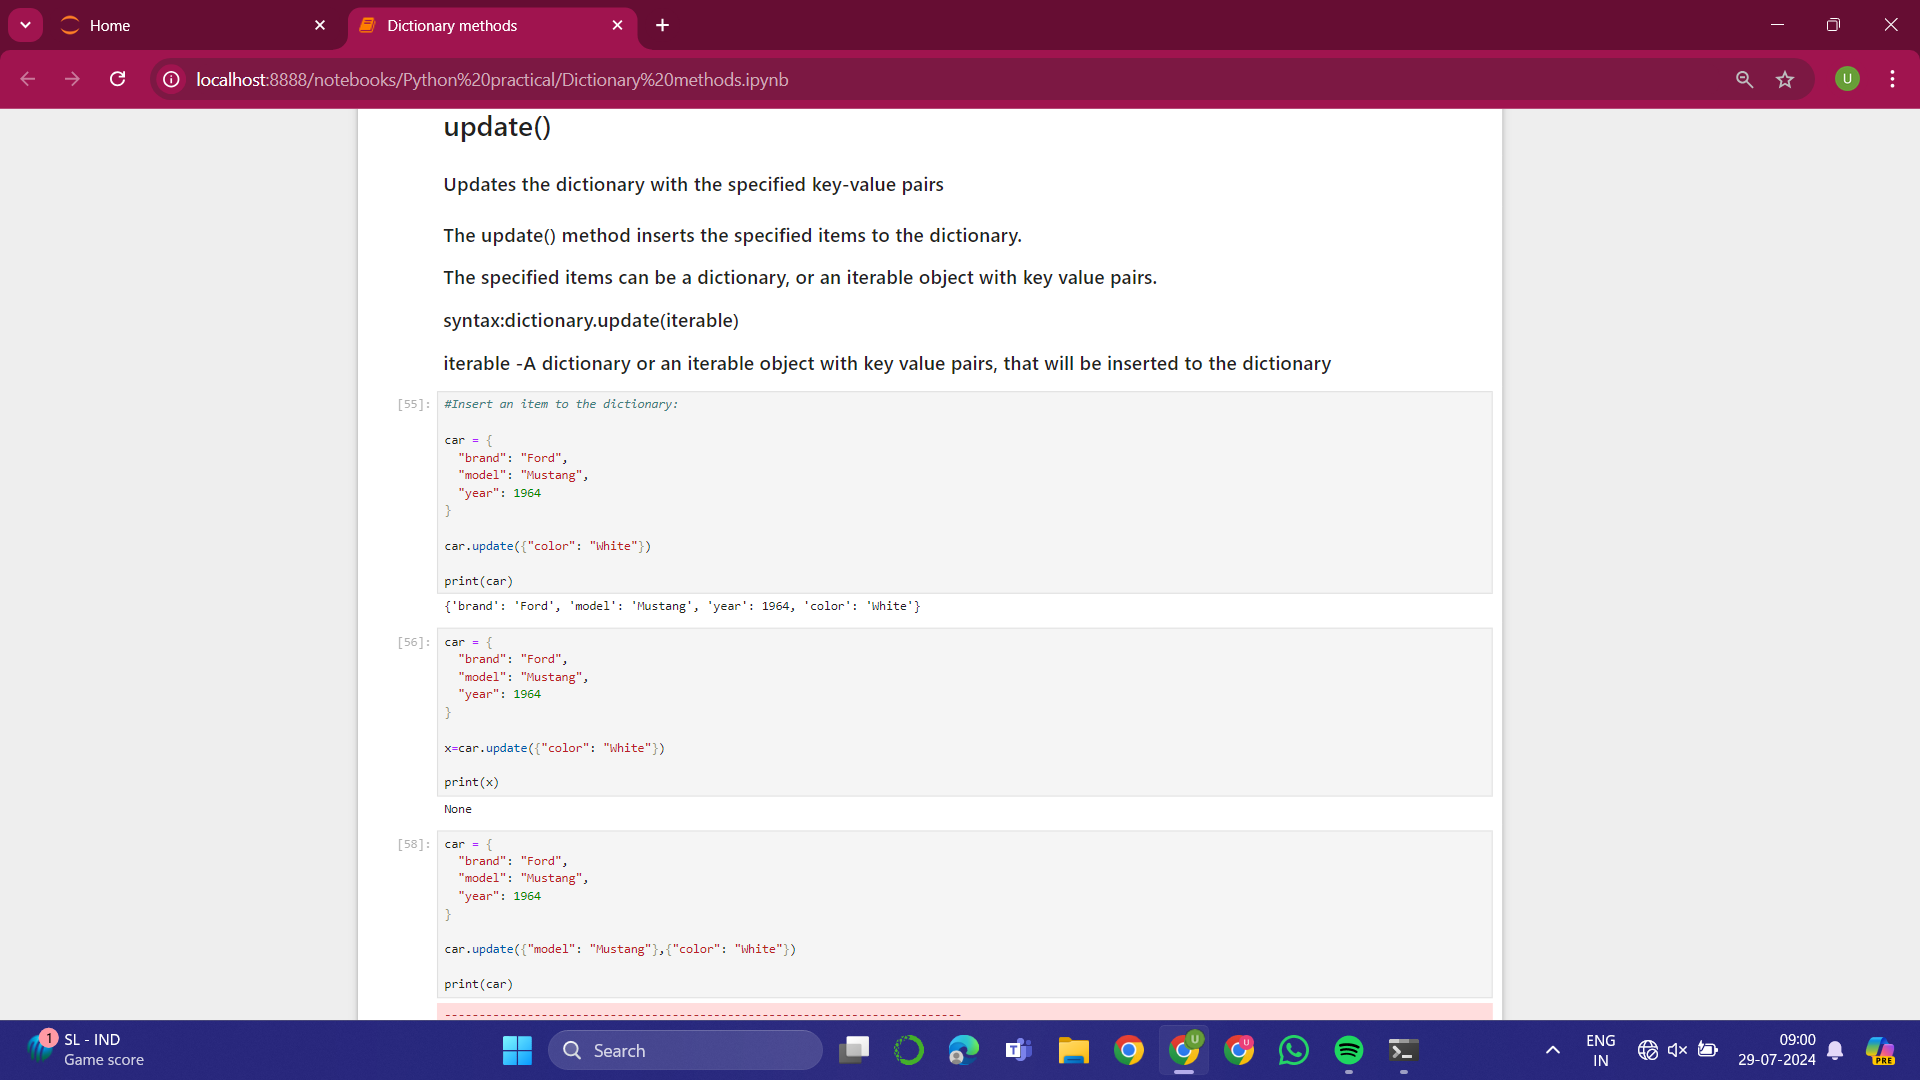 Home
Dictionary methods
localhost:8888/notebooks/Python%20practical/Dictionary%20methods.ipynb
U
update()
Updates the dictionary with the specified key-value pairs
The update() method inserts the specified items to the dictionary.
The specified items can be a dictionary, or an iterable object with key value pairs.
syntax:dictionary.update(iterable)
iterable -A dictionary or an iterable object with key value pairs, that will be inserted to the dictionary
[55]:
#Insert an item to the dictionary:
car = {
"brand": "Ford",
"model": "Mustang",
"year": 1964
}
car.update({"color": "White"})
print(car)
{'brand': 'Ford', 'model': 'Mustang', 'year': 1964, 'color': 'White'}
[56]:
car = {
"brand": "Ford",
"model": "Mustang",
"year": 1964
}
x=car.update({"color": "White"})
print(x)
None
[58]:
car = {
"brand": "Ford",
"model": "Mustang",
"year": 1964
}
car.update({"model": "Mustang"},{"color": "White"})
print(car)
---------------------------------------------------------------------------
1
SL - IND
Game score
Search
U
U
ENG
IN
09:00
29-07-2024
PRE